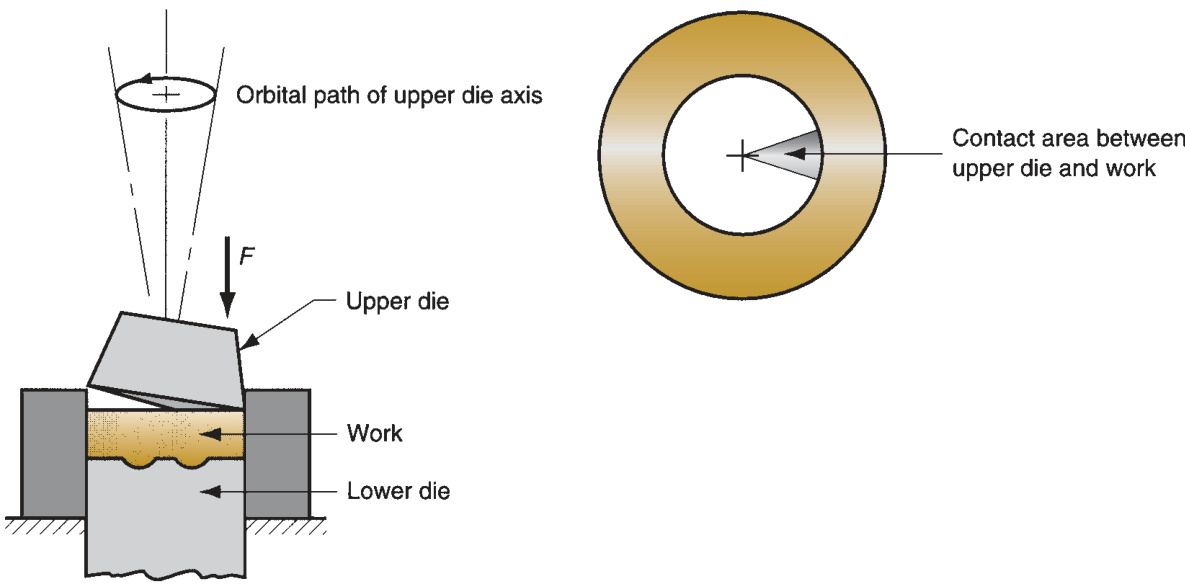 Orbital path of upper die axis
F
Upper die
Work
Lower die
Contact area between
upper die and work